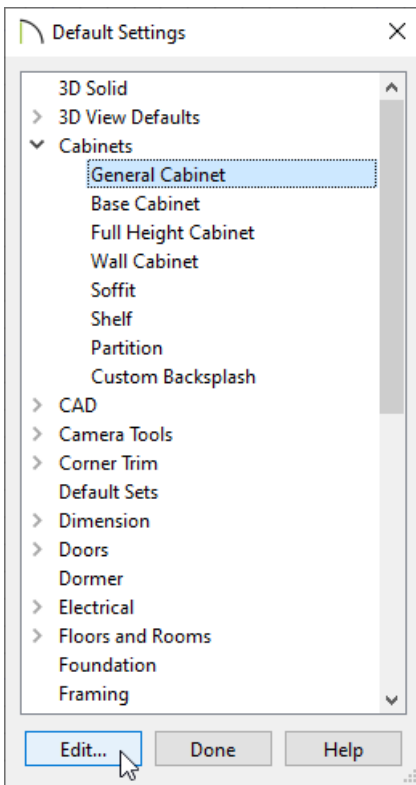 Default Settings
3D Solid
3D View Defaults
Cabinets
General Cabinet
Base Cabinet
Full Height Cabinet
Wall Cabinet
Soffit
Shelf
Partition
Custom Backsplash
CAD
Camera Tools
Corner Trim
Default Sets
Dimension
Doors
Dormer
Electrical
Floors and Rooms
Foundation
Framing
Edit... Done Help